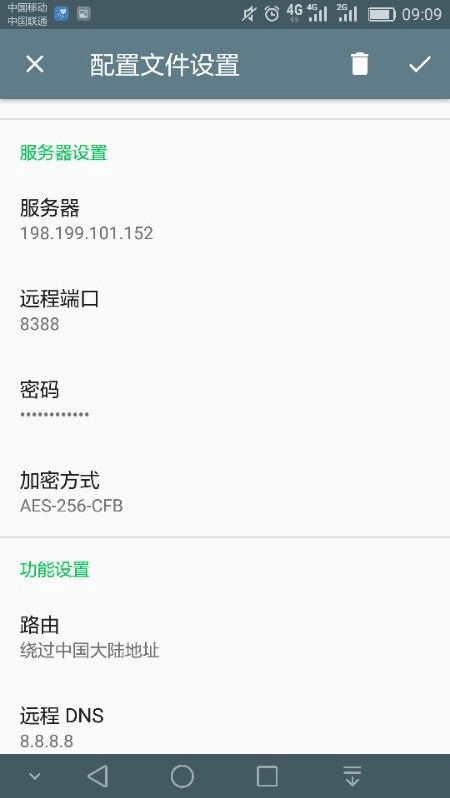 中国移动
中国联通
4G
4G
2G
09:09
配置文件设置
服务器设置
服务器
198.199.101.152
远程端口
8388
密码
••••••••••••
加密方式
AES-256-CFB
功能设置
路由
绕过中国大陆地址
远程 DNS
8.8.8.8